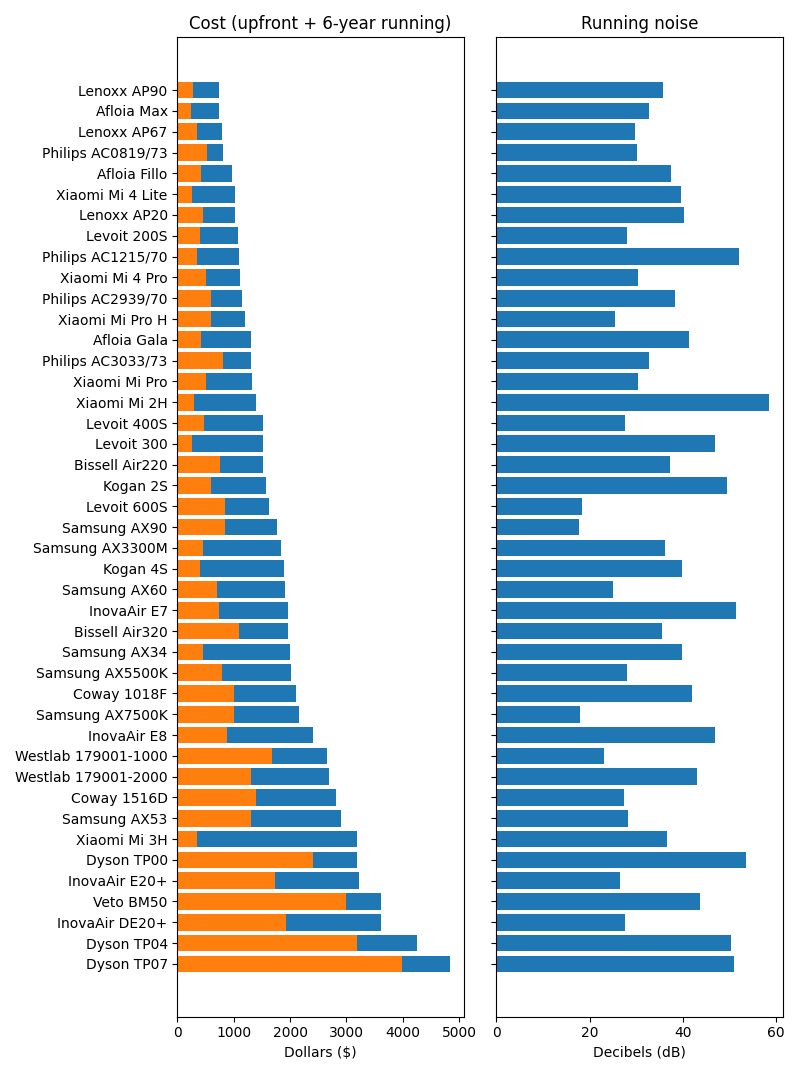 Cost (upfront + 6-year running)
Running noise
Lenoxx AP90
Afloia Max
Lenoxx AP67
Philips AC0819/73
Afloia Fillo
Xiaomi Mi 4 Lite
Lenoxx AP20
Levoit 200S
Philips AC1215/70
Xiaomi Mi 4 Pro
Philips AC2939/70
Xiaomi Mi Pro H
Afloia Gala
Philips AC3033/73
Xiaomi Mi Pro
Xiaomi Mi 2H
Levoit 400S
Levoit 300
Bissell Air220
Kogan 2S
Levoit 600S
Samsung AX90
Samsung AX3300M
Kogan 4S
Samsung AX60
InovaAir E7
Bissell Air320
Samsung AX34
Samsung AX5500K
Coway 1018F
Samsung AX7500K
InovaAir E8
Westlab 179001-1000
Westlab 179001-2000
Coway 1516D
Samsung AX53
Xiaomi Mi 3H
Dyson TP00
InovaAir E20+
Veto BM50
InovaAir DE20+
Dyson TP04
Dyson TP07
0 1000 2000 3000 4000 5000
Dollars ($)
0 20 40 60
Decibels (dB)